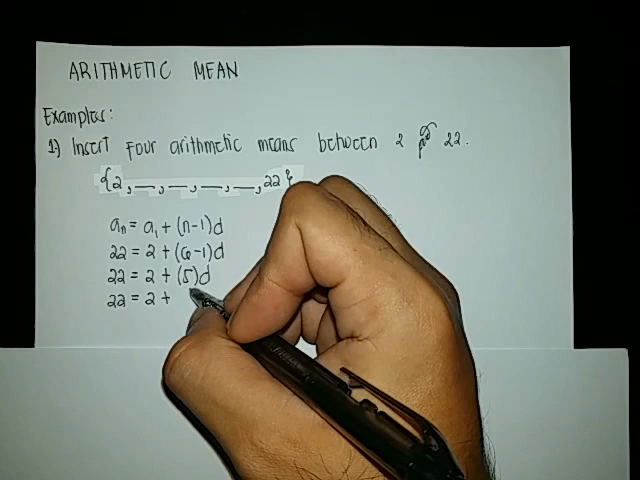 ARITHMETIC MEAN
Examples:
1) Insert four arithmetic means between 2 & 22.
{2, __, __, __, __, 22}
aₙ = a₁ + (n-1)d
22 = 2 + (6-1)d
22 = 2 + (5)d
22 = 2 +